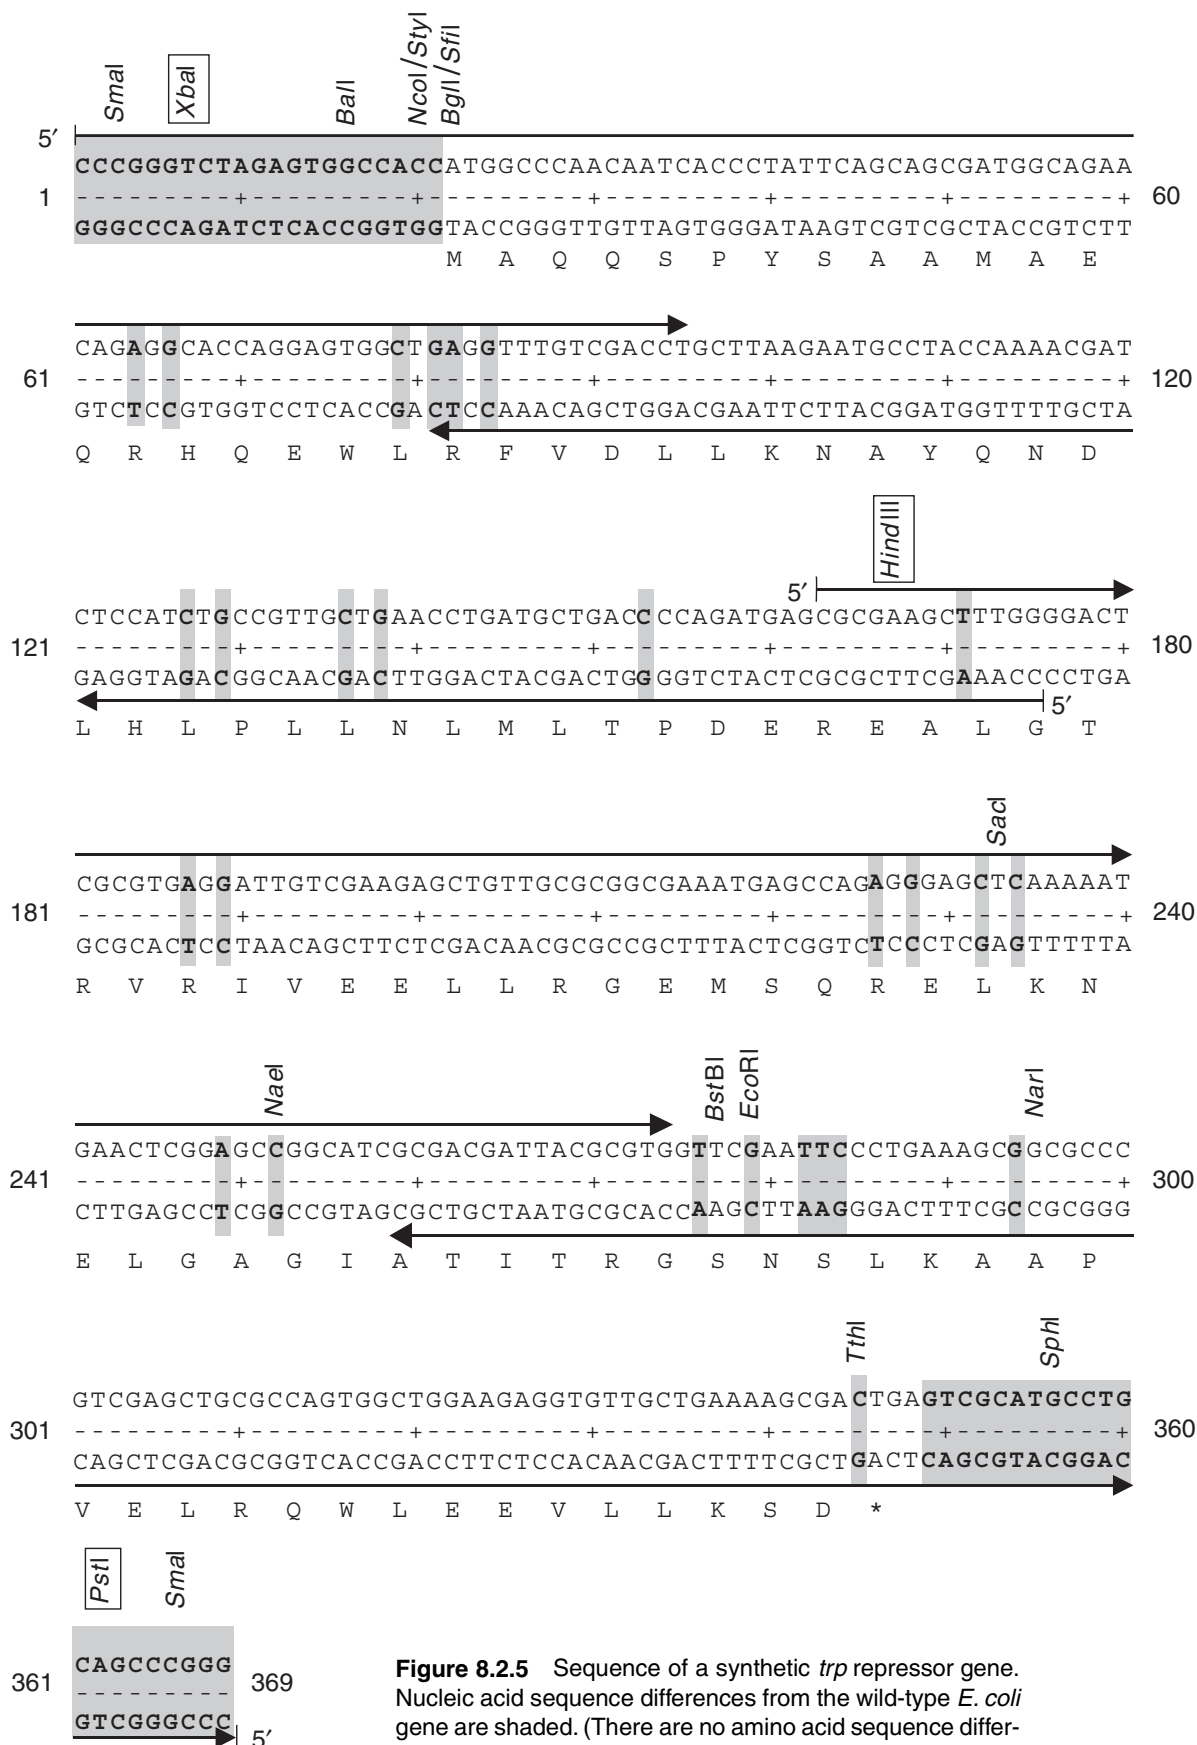 SmaI XbaI BalI NcoI/StyI BglI/SfiI
5′
CCCGGGTCTAGAGTGGCCACCATGGCCCAACAATCACCCTATTCAGCAGCGATGGCAGAA
1 ---------+---------+---------+---------+---------+---------+ 60
GGGCCCAGATCTCACCGGTGGTACCGGGTTGTTAGTGGGATAAGTCGTCGCTACCGTCTT
M A Q Q S P Y S A A M A E
CAGAGGCACCAGGAGTGGCTGAGGTTTGTCGACCTGCTTAAGAATGCCTACCAAAACGAT
61 ---------+---------+---------+---------+---------+---------+ 120
GTCTCCGTGGTCCTCACCGACTCCAAACAGCTGGACGAATTCTTACGGATGGTTTTGCTA
Q R H Q E W L R F V D L L K N A Y Q N D
HindIII
5′
CTCCATCTGCCGTTGCTGAACCTGATGCTGACCCCAGATGAGCGCGAAGCTTTGGGGACT
121 ---------+---------+---------+---------+---------+---------+ 180
GAGGTAGACGGCAACGACTTGGACTACGACTGGGGTCTACTCGCGCTTCGAAACCCCTGA
5′
L H L P L L N L M L T P D E R E A L G T
SacI
CGCGTGAGGATTGTCGAAGAGCTGTTGCGCGGCGAAATGAGCCAGAGGGAGCTCAAAAAT
181 ---------+---------+---------+---------+---------+---------+ 240
GCGCACTCCTAACAGCTTCTCGACAACGCGCCGCTTTACTCGGTCTCCCTCGAGTTTTTA
R V R I V E E L L R G E M S Q R E L K N
NaeI BstBI EcoRI NarI
GAACTCGGAGCCGGCATCGCGACGATTACGCGTGGTTCGAATTCCCTGAAAGCGGCGCCC
241 ---------+---------+---------+---------+---------+---------+ 300
CTTGAGCCTCGGCCGTAGCGCTGCTAATGCGCACCAAGCTTAAGGGACTTTCGCCGCGGG
E L G A G I A T I T R G S N S L K A A P
TthI SphI
GTCGAGCTGCGCCAGTGGCTGGAAGAGGTGTTGCTGAAAAGCGACTGAGTCGCATGCCTG
301 ---------+---------+---------+---------+---------+---------+ 360
CAGCTCGACGCGGTCACCGACCTTCTCCACAACGACTTTTCGCTGACTCAGCGTACGGAC
V E L R Q W L E E V L L K S D *
PstI SmaI
CAGCCCGGG
361 --------- 369
GTCGGGCCC
5′
Figure 8.2.5 Sequence of a synthetic trp repressor gene.
Nucleic acid sequence differences from the wild-type E. coli
gene are shaded. (There are no amino acid sequence differ-